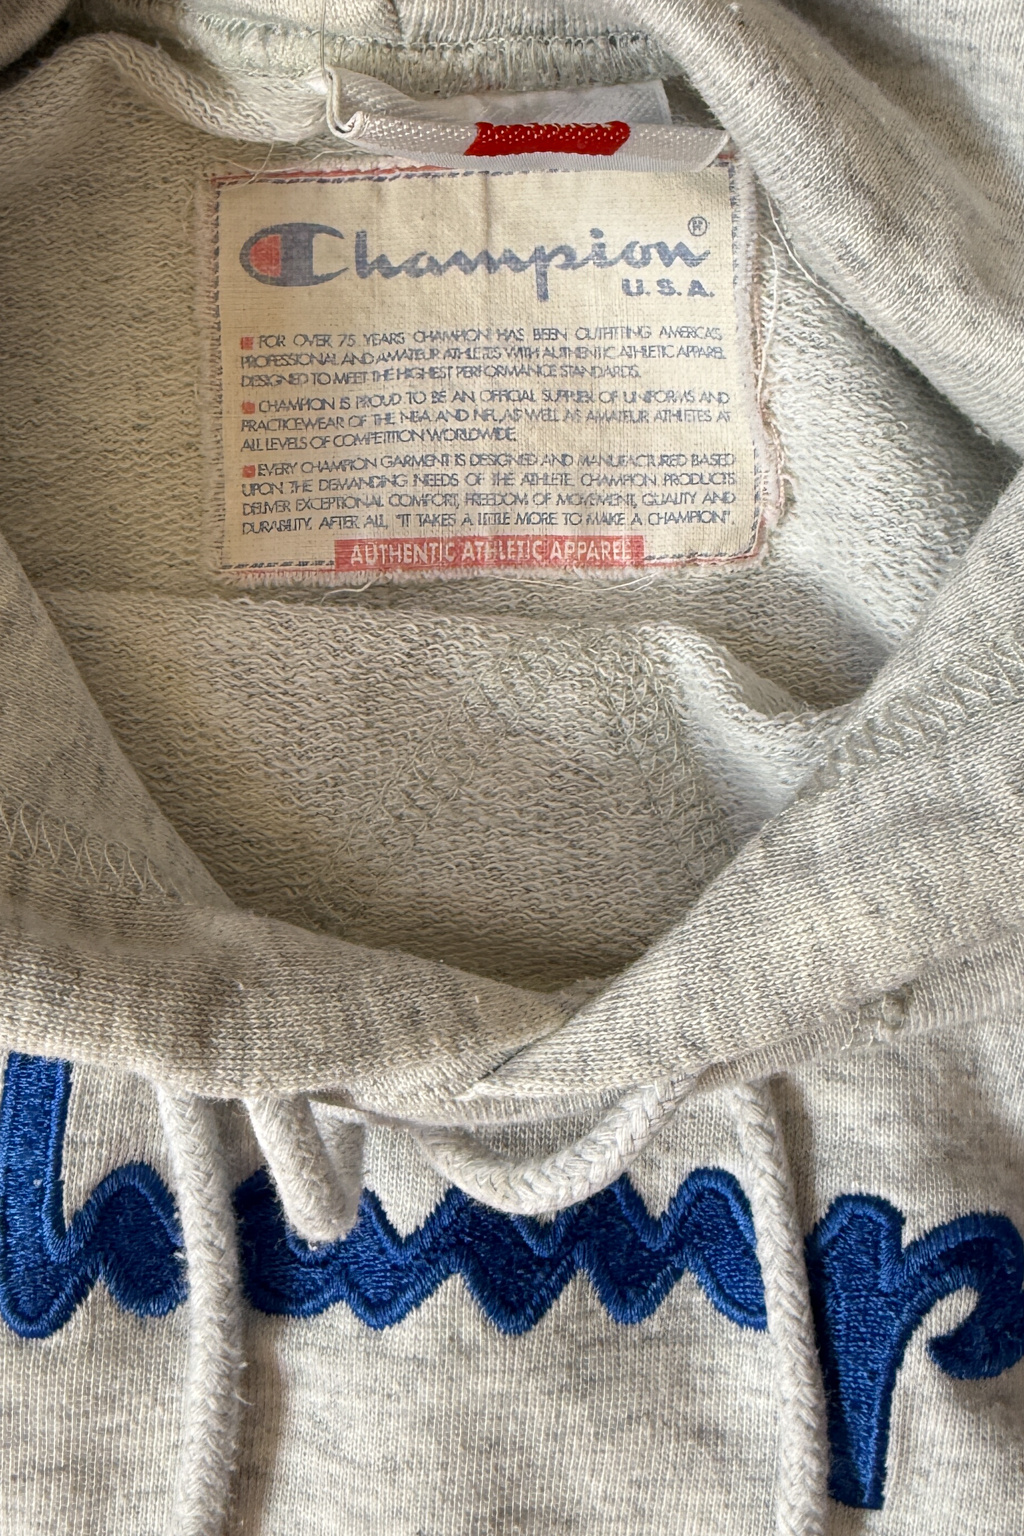 Champion®
U.S.A.
FOR OVER 75 YEARS CHAMPION HAS BEEN OUTFITTING AMERICA'S
PROFESSIONAL AND AMATEUR ATHLETES WITH AUTHENTIC ATHLETIC APPAREL
DESIGNED TO MEET THE HIGHEST PERFORMANCE STANDARDS.
CHAMPION IS PROUD TO BE AN OFFICIAL SUPPLIER OF UNIFORMS AND
PRACTICEWEAR OF THE NBA AND NFL, AS WELL AS AMATEUR ATHLETES AT
ALL LEVELS OF COMPETITION WORLDWIDE.
EVERY CHAMPION GARMENT IS DESIGNED AND MANUFACTURED BASED
UPON THE DEMANDING NEEDS OF THE ATHLETE. CHAMPION PRODUCTS
DELIVER EXCEPTIONAL COMFORT, FREEDOM OF MOVEMENT, QUALITY AND
DURABILITY. AFTER ALL, "IT TAKES A LITTLE MORE TO MAKE A CHAMPION".
AUTHENTIC ATHLETIC APPAREL
hamp